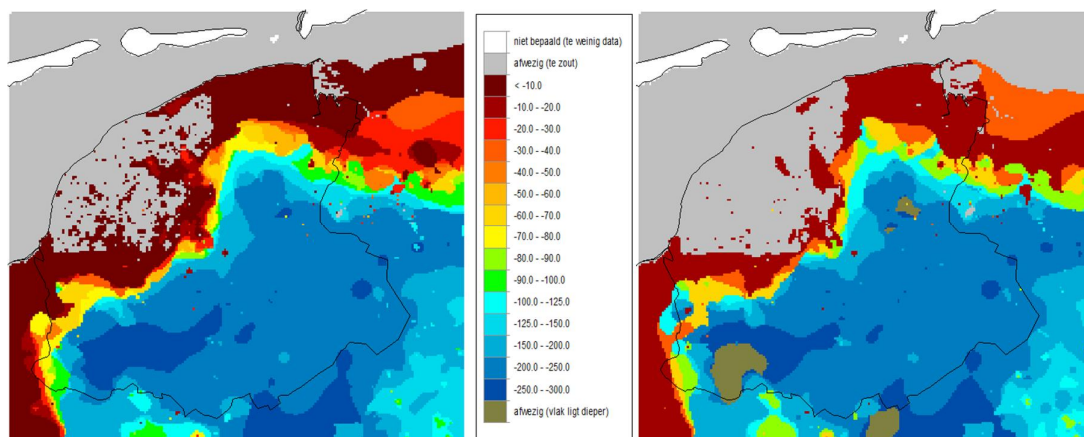 niet bepaald (te weinig data)
afwezig (te zout)
< -10.0
-10.0 - -20.0
-20.0 - -30.0
-30.0 - -40.0
-40.0 - -50.0
-50.0 - -60.0
-60.0 - -70.0
-70.0 - -80.0
-80.0 - -90.0
-90.0 - -100.0
-100.0 - -125.0
-125.0 - -150.0
-150.0 - -200.0
-200.0 - -250.0
-250.0 - -300.0
afwezig (vlak ligt dieper)